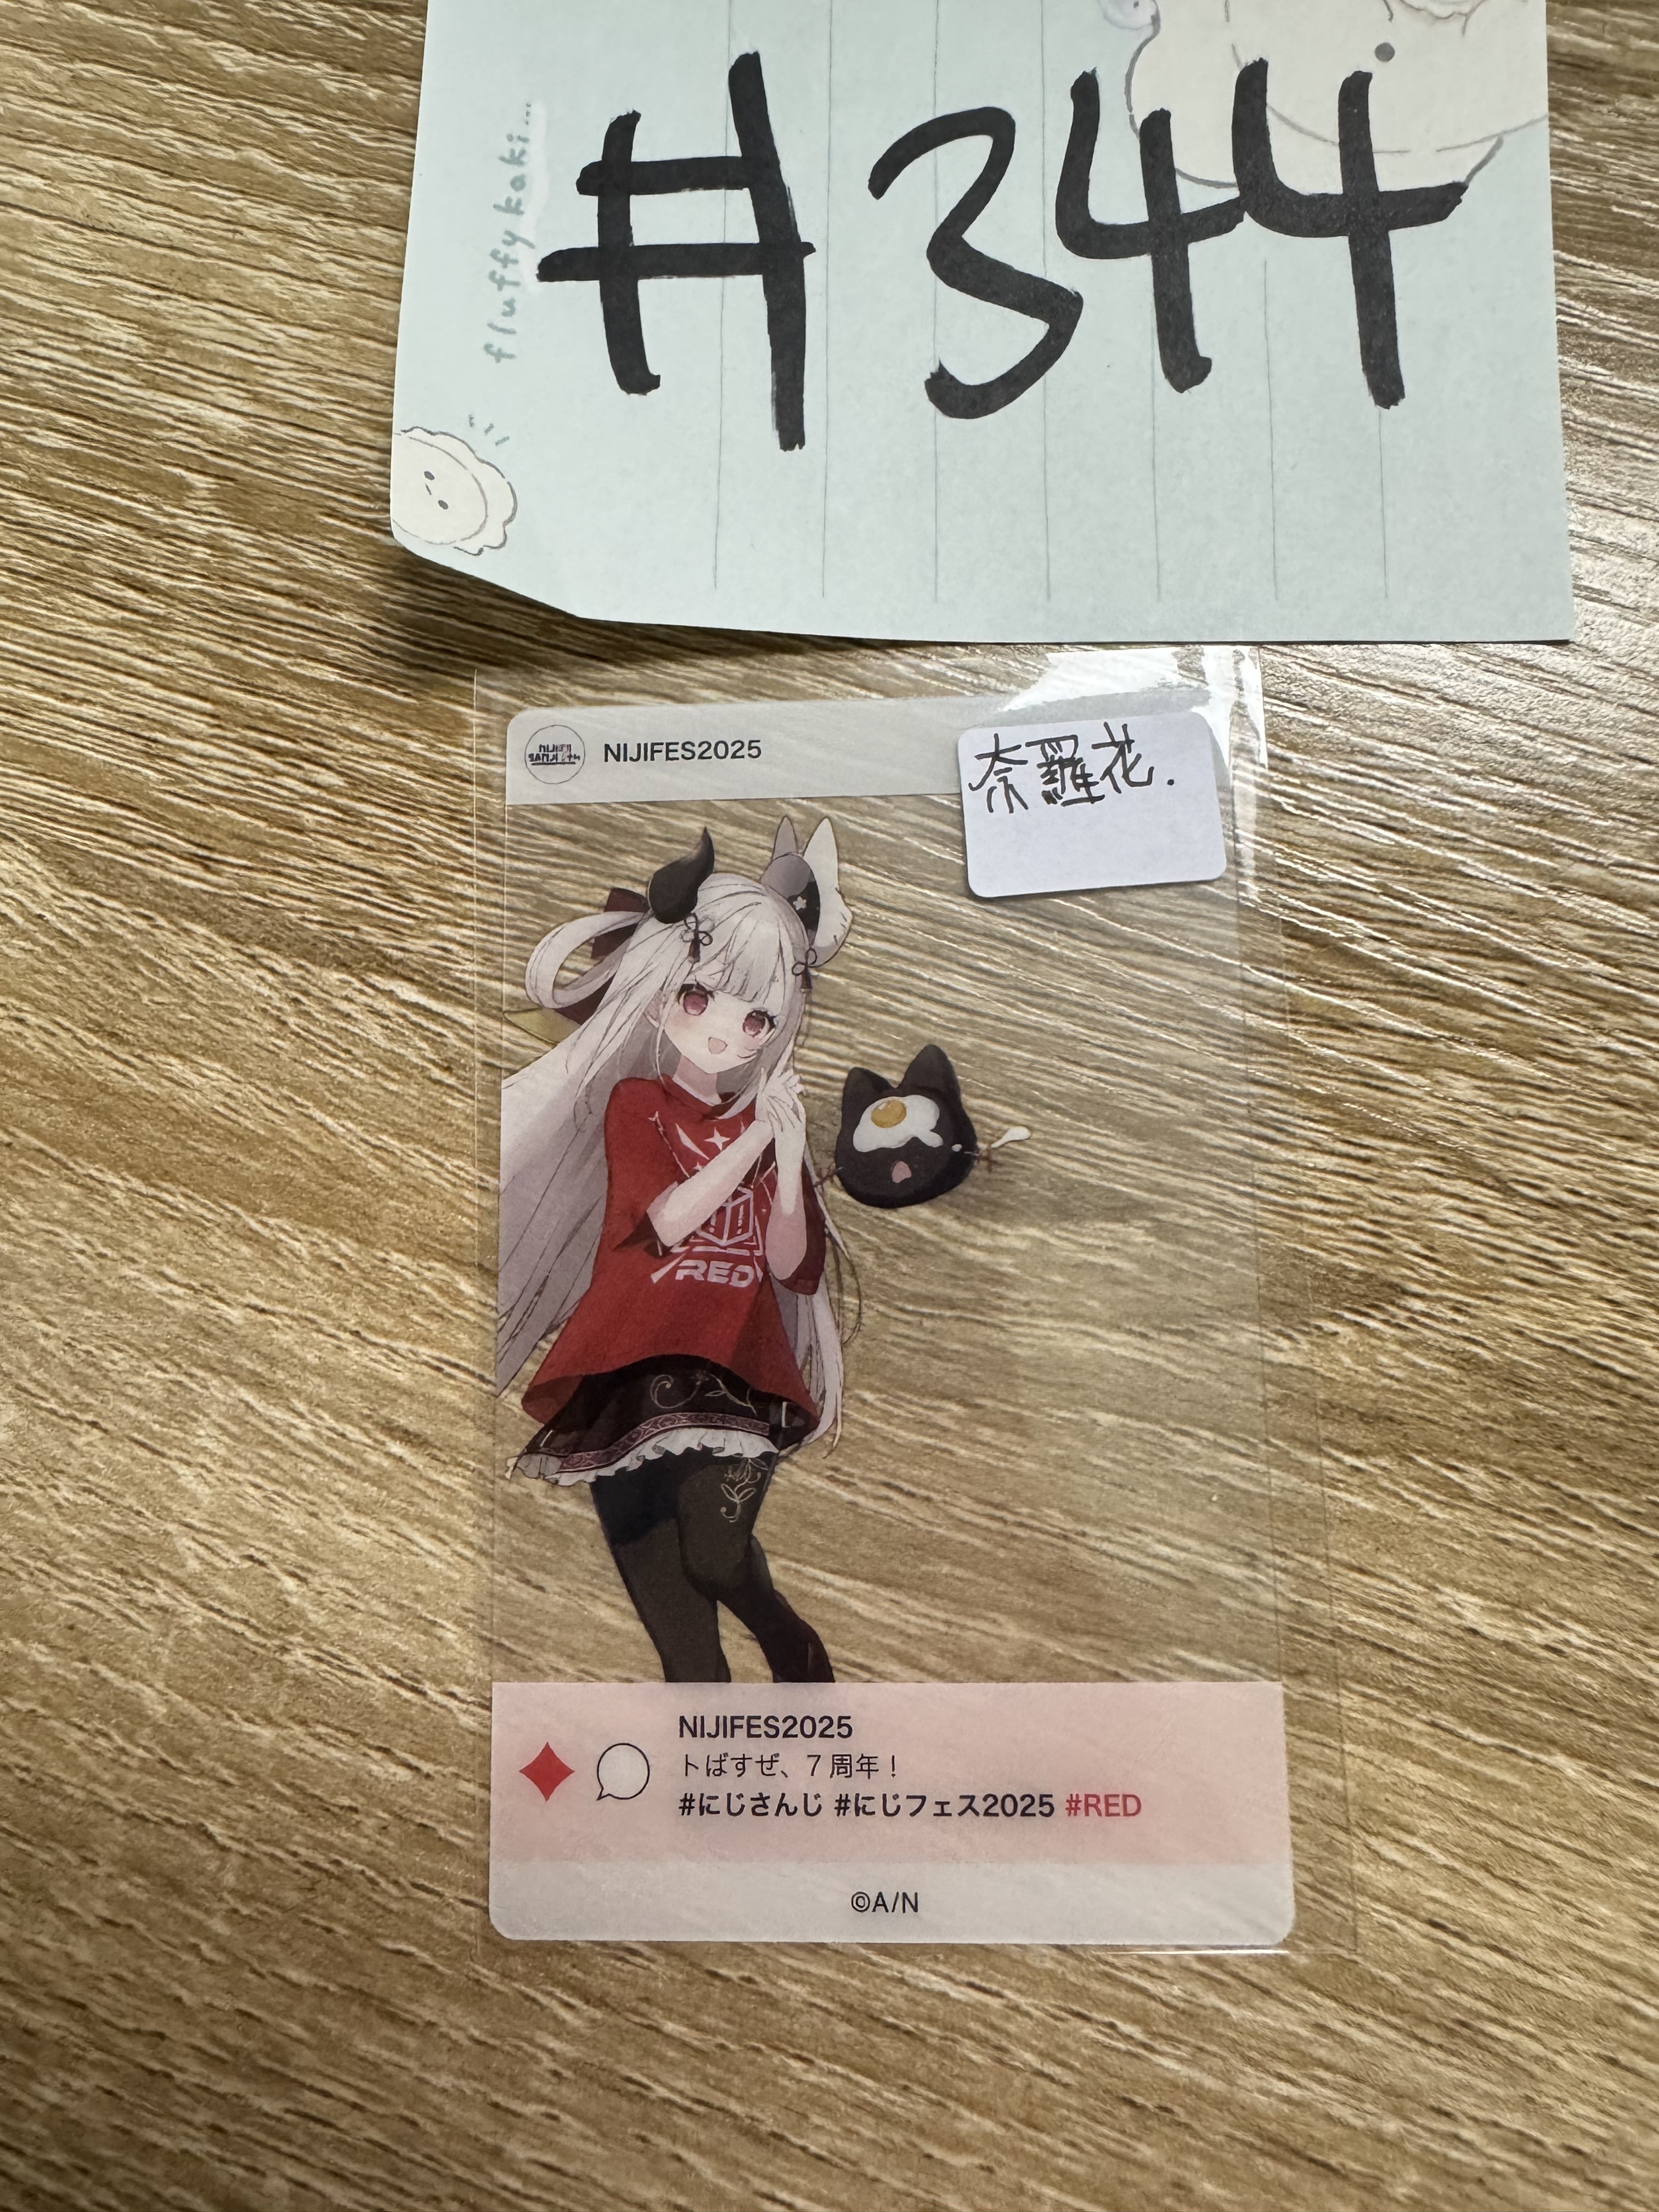 #344
fluffy kaki...
NIJIFES2025
奈羅花.
RED
NIJIFES2025
トばすぜ、7周年！
#にじさんじ #にじフェス2025 #RED
©A/N